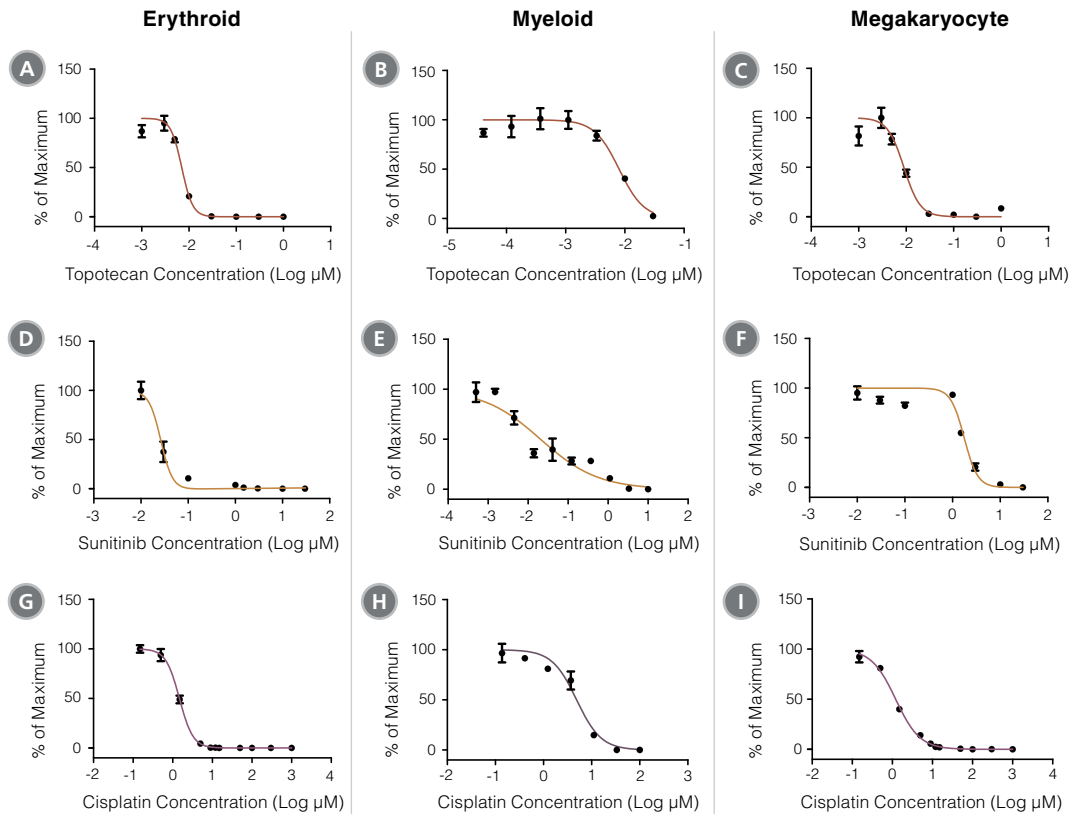 Erythroid
Myeloid
Megakaryocyte
A
150
100
50
0
% of Maximum
-4 -3 -2 -1 0 1
Topotecan Concentration (Log µM)
B
150
100
50
0
% of Maximum
-5 -4 -3 -2 -1
Topotecan Concentration (Log µM)
C
150
100
50
0
% of Maximum
-4 -3 -2 -1 0 1
Topotecan Concentration (Log µM)
D
150
100
50
0
% of Maximum
-3 -2 -1 0 1 2
Sunitinib Concentration (Log µM)
E
150
100
50
0
% of Maximum
-4 -3 -2 -1 0 1 2
Sunitinib Concentration (Log µM)
F
150
100
50
0
% of Maximum
-3 -2 -1 0 1 2
Sunitinib Concentration (Log µM)
G
150
100
50
0
% of Maximum
-2 -1 0 1 2 3 4
Cisplatin Concentration (Log µM)
H
150
100
50
0
% of Maximum
-2 -1 0 1 2 3
Cisplatin Concentration (Log µM)
I
150
100
50
0
% of Maximum
-2 -1 0 1 2 3 4
Cisplatin Concentration (Log µM)